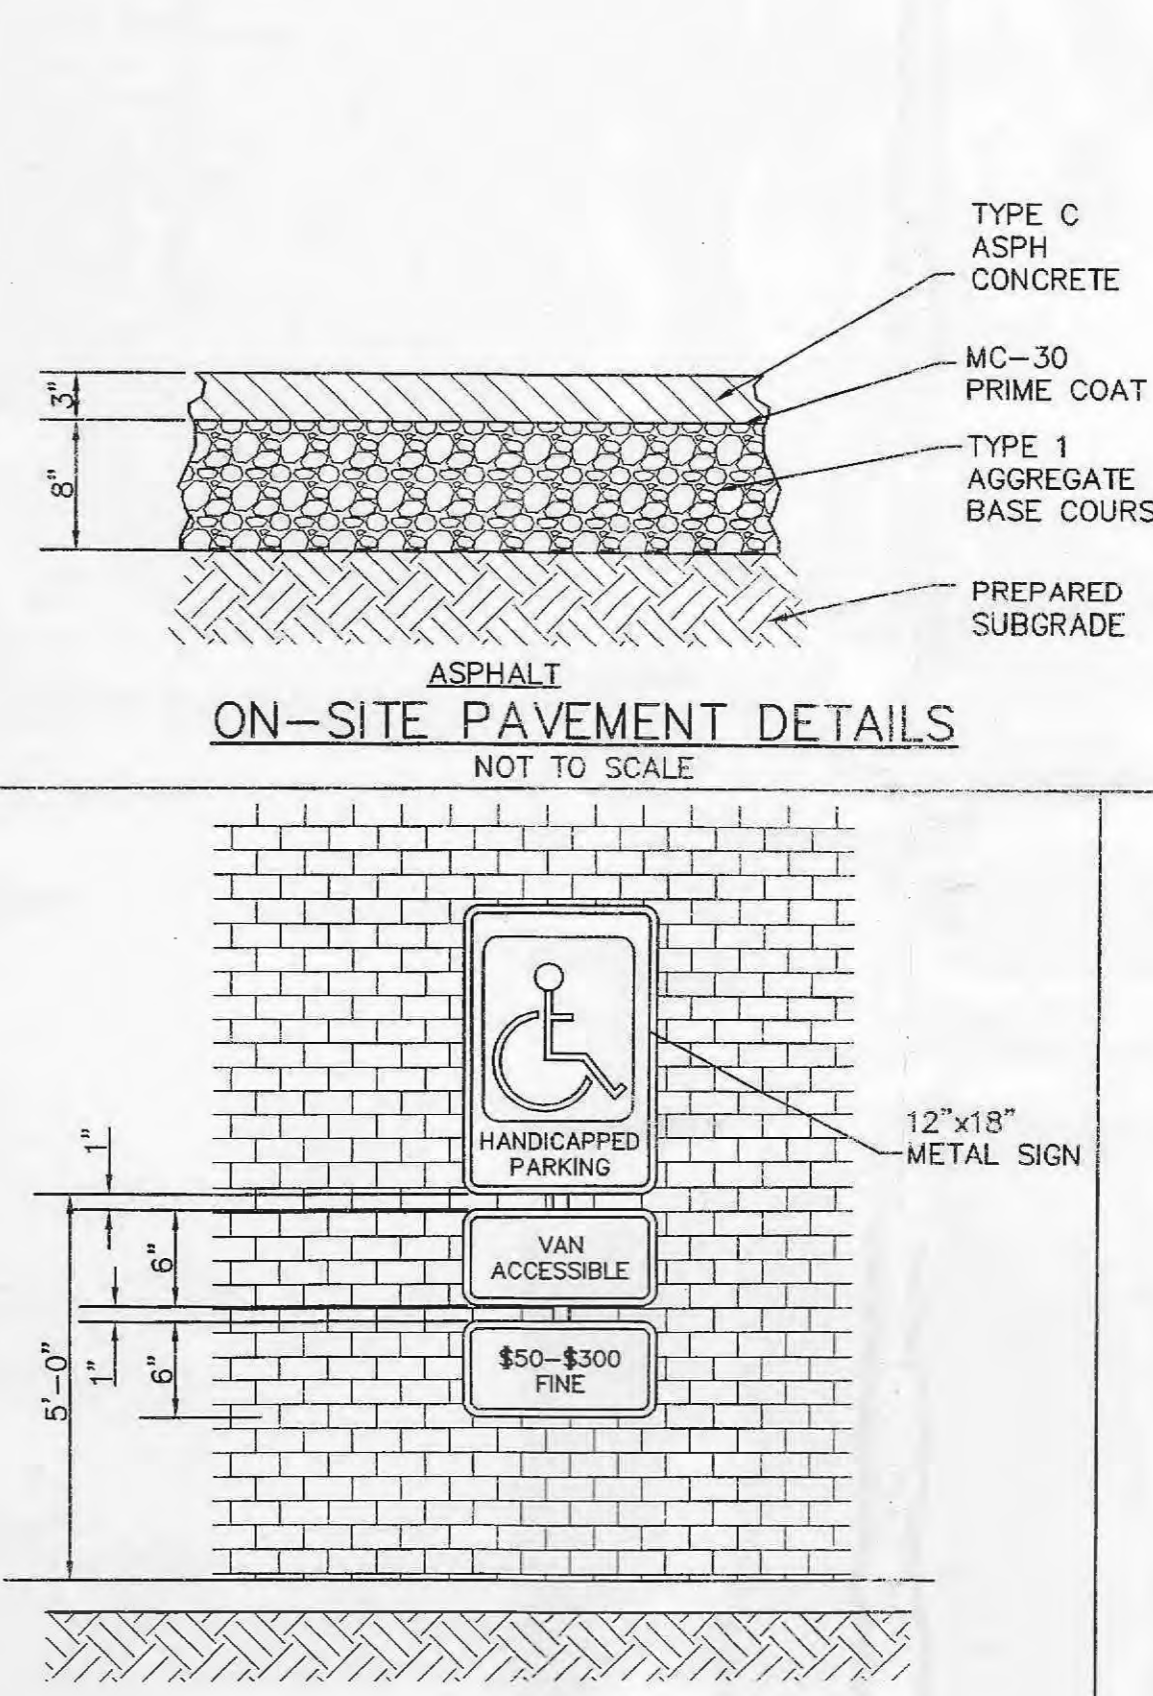 TYPE C
ASPH
CONCRETE
3"
MC-30
PRIME COAT
8"
TYPE 1
AGGREGATE
BASE COURS
PREPARED
SUBGRADE
ASPHALT
ON-SITE PAVEMENT DETAILS
NOT TO SCALE
HANDICAPPED
PARKING
12"x18"
METAL SIGN
1"
6"
VAN
ACCESSIBLE
5'-0"
1"
6"
$50-$300
FINE